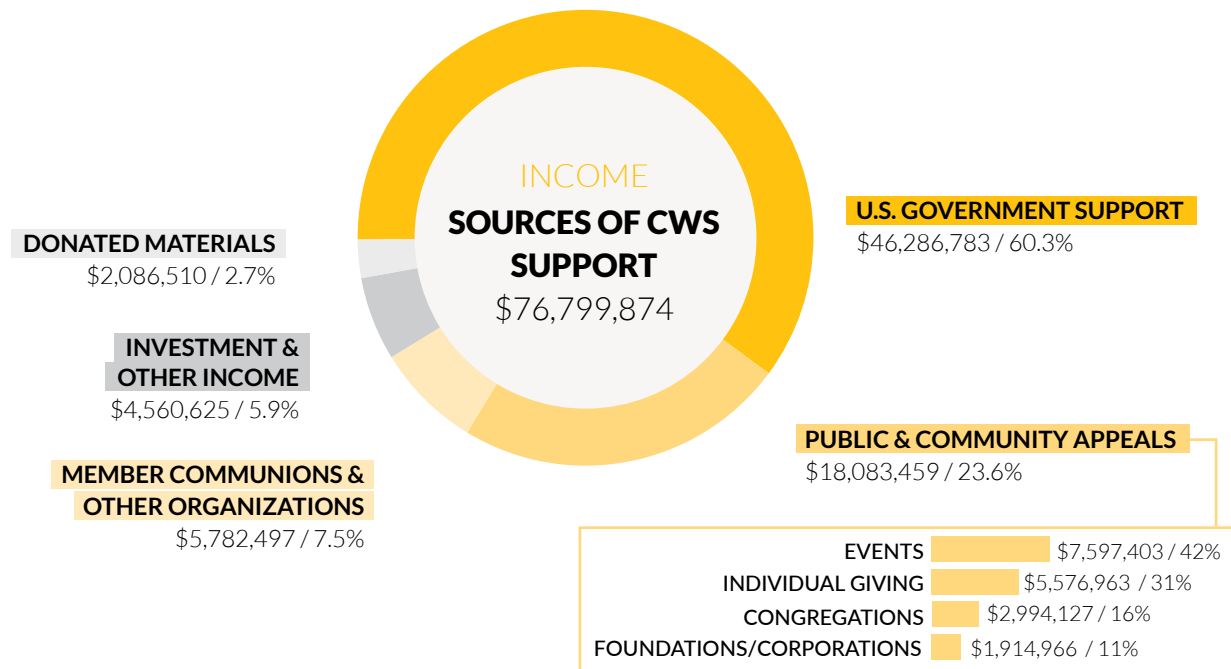 INCOME
SOURCES OF CWS
SUPPORT
$76,799,874
U.S. GOVERNMENT SUPPORT
$46,286,783 / 60.3%
DONATED MATERIALS
$2,086,510 / 2.7%
INVESTMENT &
OTHER INCOME
$4,560,625 / 5.9%
MEMBER COMMUNIONS &
OTHER ORGANIZATIONS
$5,782,497 / 7.5%
PUBLIC & COMMUNITY APPEALS
$18,083,459 / 23.6%
EVENTS $7,597,403 / 42%
INDIVIDUAL GIVING $5,576,963 / 31%
CONGREGATIONS $2,994,127 / 16%
FOUNDATIONS/CORPORATIONS $1,914,966 / 11%